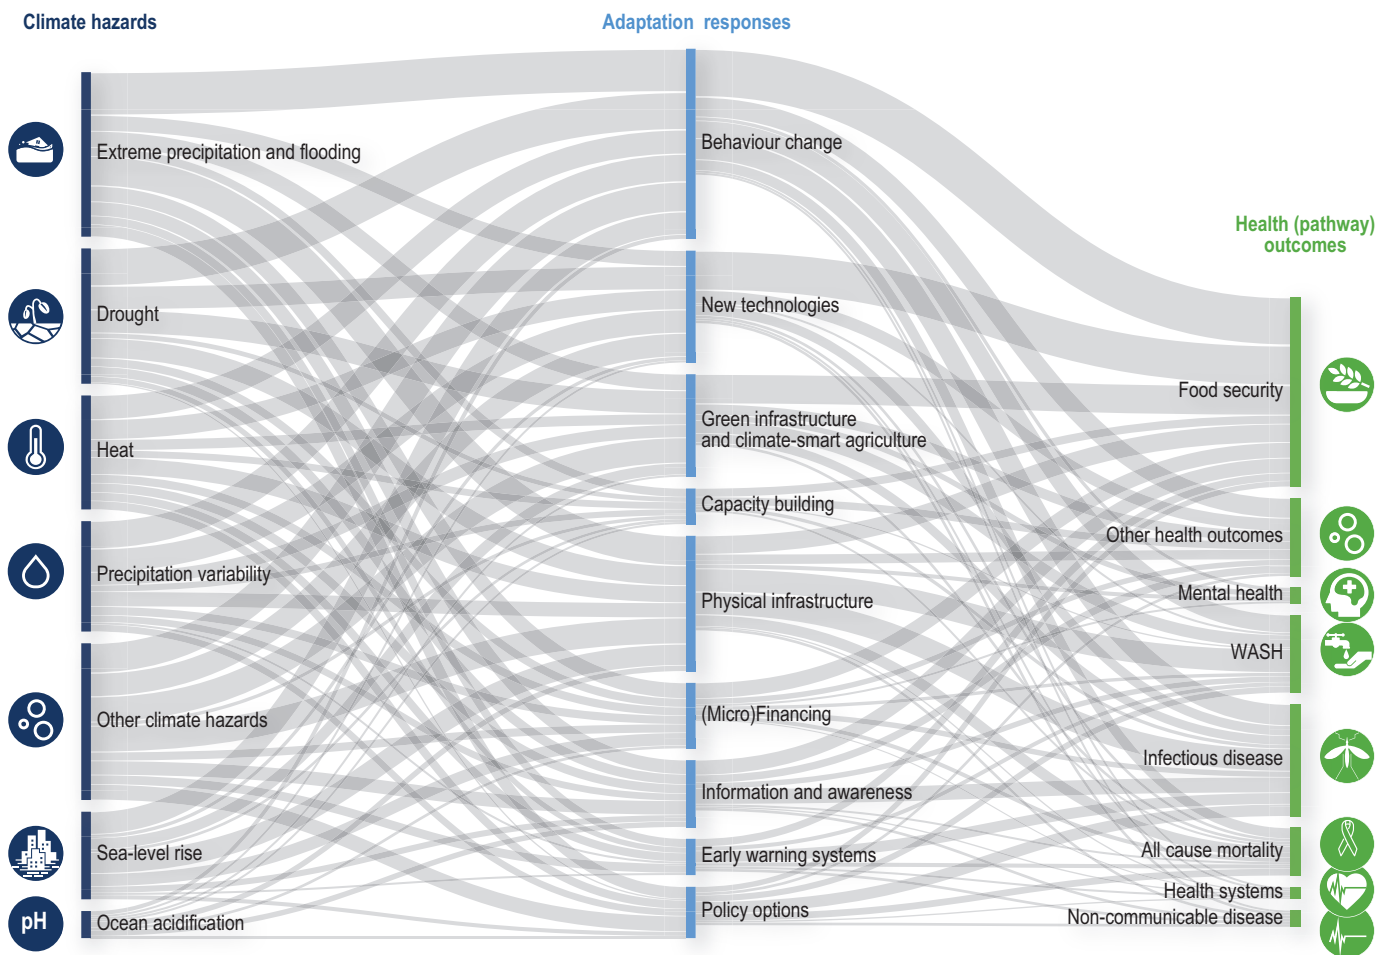 Climate hazards
Adaptation responses
Health (pathway)
outcomes
Extreme precipitation and flooding
Drought
Heat
Precipitation variability
Other climate hazards
Sea-level rise
pH
Ocean acidification
Behaviour change
New technologies
Green infrastructure
and climate-smart agriculture
Capacity building
Physical infrastructure
(Micro)Financing
Information and awareness
Early warning systems
Policy options
Food security
Other health outcomes
Mental health
WASH
Infectious disease
All cause mortality
Health systems
Non-communicable disease